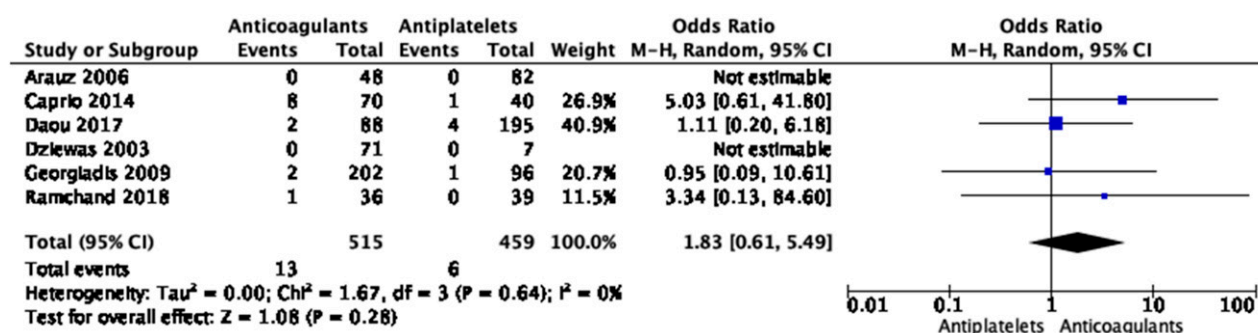 Anticoagulants Antiplatelets Odds Ratio Odds Ratio
Study or Subgroup Events Total Events Total Weight M-H, Random, 95% CI M-H, Random, 95% CI
Arauz 2006 0 48 0 82 Not estimable
Caprio 2014 8 70 1 40 26.9% 5.03 [0.61, 41.80]
Daou 2017 2 88 4 195 40.9% 1.11 [0.20, 6.18]
Dziewas 2003 0 71 0 7 Not estimable
Georgiadis 2009 2 202 1 96 20.7% 0.95 [0.09, 10.61]
Ramchand 2018 1 36 0 39 11.5% 3.34 [0.13, 84.60]
Total (95% CI) 515 459 100.0% 1.83 [0.61, 5.49]
Total events 13 6
Heterogeneity: Tau² = 0.00; Chi² = 1.67, df = 3 (P = 0.64); I² = 0%
Test for overall effect: Z = 1.08 (P = 0.28)
0.01 0.1 1 10 100
Antiplatelets Anticoagulants